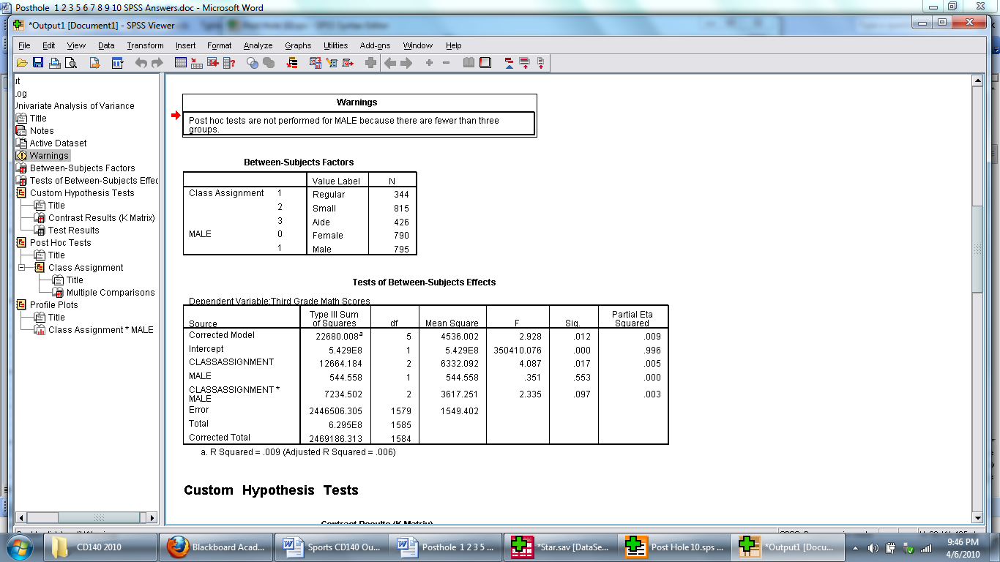 Posthole 1 2 3 5 6 7 8 9 10 SPSS Answers.doc - Microsoft Word
*Output1 [Document1] - SPSS Viewer
File Edit View Data Transform Insert Format Analyze Graphs Utilities Add-ons Window Help
ut
Log
Univariate Analysis of Variance
Title
Notes
Active Dataset
Warnings
Between-Subjects Factors
Tests of Between-Subjects Effec
Custom Hypothesis Tests
Title
Contrast Results (K Matrix)
Test Results
Post Hoc Tests
Title
Class Assignment
Title
Multiple Comparisons
Profile Plots
Title
Class Assignment * MALE
Warnings
Post hoc tests are not performed for MALE because there are fewer than three
groups.
Between-Subjects Factors
Value Label N
Class Assignment 1 Regular 344
2 Small 815
3 Aide 426
MALE 0 Female 790
1 Male 795
Tests of Between-Subjects Effects
Dependent Variable:Third Grade Math Scores
Source Type III Sum of Squares df Mean Square F Sig. Partial Eta Squared
Corrected Model 22680.008a 5 4536.002 2.928 .012 .009
Intercept 5.429E8 1 5.429E8 350410.076 .000 .996
CLASSASSIGNMENT 12664.184 2 6332.092 4.087 .017 .005
MALE 544.558 1 544.558 .351 .553 .000
CLASSASSIGNMENT * MALE 7234.502 2 3617.251 2.335 .097 .003
Error 2446506.305 1579 1549.402
Total 6.295E8 1585
Corrected Total 2469186.313 1584
a. R Squared = .009 (Adjusted R Squared = .006)
Custom Hypothesis Tests
Contrast Results (K Matrix)
CD140 2010
Blackboard Acad...
Sports CD140 Ou...
Posthole 1 2 3 5 ...
*Star.sav [DataSe...
Post Hole 10.sps ...
*Output1 [Docu...
9:46 PM
4/6/2010